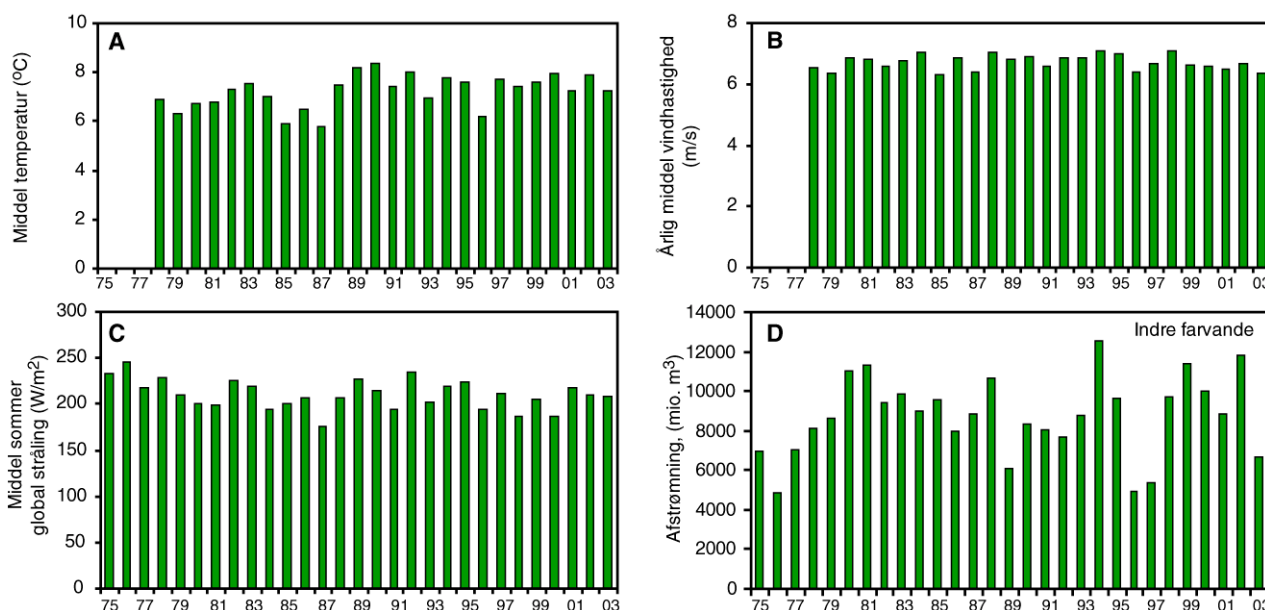 A
Middel temperatur (ºC)
10
8
6
4
2
0
75 77 79 81 83 85 87 89 91 93 95 97 99 01 03
B
Årlig middel vindhastighed
(m/s)
8
6
4
2
0
75 77 79 81 83 85 87 89 91 93 95 97 99 01 03
C
Middel sommer
global stråling (W/m²)
300
250
200
150
100
50
0
75 77 79 81 83 85 87 89 91 93 95 97 99 01 03
D
Indre farvande
Afstrømning, (mio. m³)
14000
12000
10000
8000
6000
4000
2000
0
75 77 79 81 83 85 87 89 91 93 95 97 99 01 03